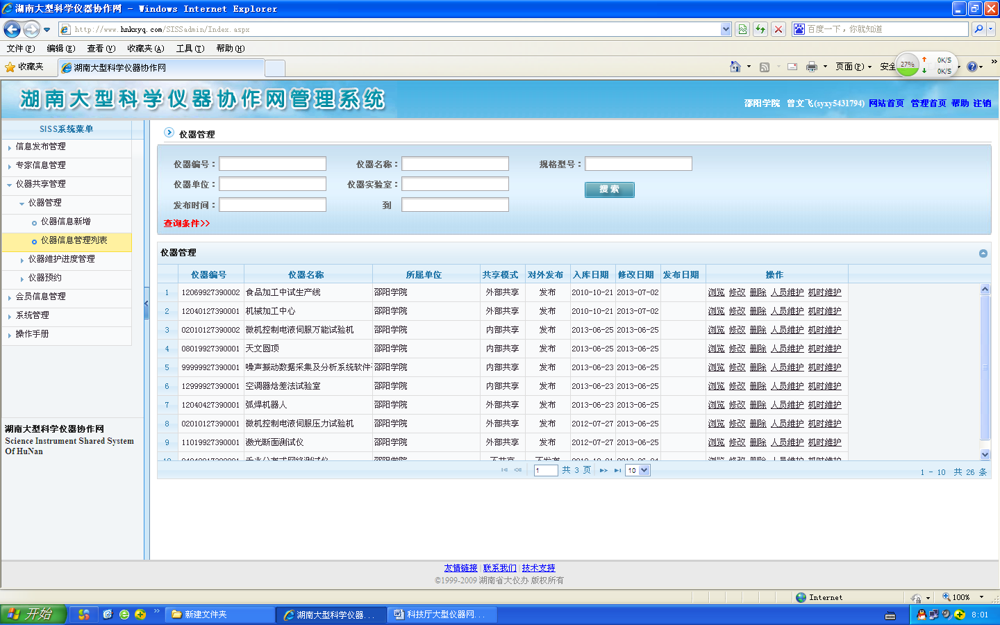 湖南大型科学仪器协作网 - Windows Internet Explorer
http://www.hnkxyq.com/SISSadmin/Index.aspx
百度一下，你就知道
文件(F) 编辑(E) 查看(V) 收藏夹(A) 工具(T) 帮助(H)
收藏夹 湖南大型科学仪器协作网
页面(P) 安全
27% 0K/S
0K/S
湖南大型科学仪器协作网管理系统
邵阳学院 曾文飞(syxy5431794) 网站首页 管理首页 帮助 注销
SISS系统菜单
信息发布管理
专家信息管理
仪器共享管理
仪器管理
仪器信息新增
仪器信息管理列表
仪器维护进度管理
仪器预约
会员信息管理
系统管理
操作手册
湖南大型科学仪器协作网
Science Instrument Shared System
Of HuNan
仪器管理
仪器编号： 仪器名称： 规格型号：
仪器单位： 仪器实验室： 搜 索
发布时间： 到
查询条件>>
仪器管理
仪器编号 仪器名称 所属单位 共享模式 对外发布 入库日期 修改日期 发布日期 操作
1 12069927390002 食品加工中试生产线 邵阳学院 外部共享 发布 2010-10-21 2013-07-02 浏览 修改 删除 人员维护 机时维护
2 12040127390001 机械加工中心 邵阳学院 外部共享 发布 2010-10-21 2013-07-02 浏览 修改 删除 人员维护 机时维护
3 02010127390002 微机控制电液伺服万能试验机 邵阳学院 内部共享 发布 2013-06-25 2013-06-25 浏览 修改 删除 人员维护 机时维护
4 08019927390001 天文圆顶 邵阳学院 内部共享 发布 2013-06-25 2013-06-25 浏览 修改 删除 人员维护 机时维护
5 99999927390001 噪声振动数据采集及分析系统软件 邵阳学院 内部共享 发布 2013-06-23 2013-06-25 浏览 修改 删除 人员维护 机时维护
6 12999927390001 空调器焓差法试验室 邵阳学院 内部共享 发布 2013-06-23 2013-06-25 浏览 修改 删除 人员维护 机时维护
7 12040427390001 弧焊机器人 邵阳学院 外部共享 发布 2013-06-23 2013-06-25 浏览 修改 删除 人员维护 机时维护
8 02010127390001 微机控制电液伺服压力试验机 邵阳学院 外部共享 发布 2012-07-27 2013-06-25 浏览 修改 删除 人员维护 机时维护
9 11019927390001 激光断面测试仪 邵阳学院 外部共享 发布 2012-07-27 2013-06-25 浏览 修改 删除 人员维护 机时维护
1 共 3 页 10
1 - 10 共 26 条
友情链接 | 联系我们 | 技术支持
©1999-2009 湖南省大仪办 版权所有
Internet 100%
开始 新建文件夹 湖南大型科学仪器... 科技厅大型仪器网... 8:01